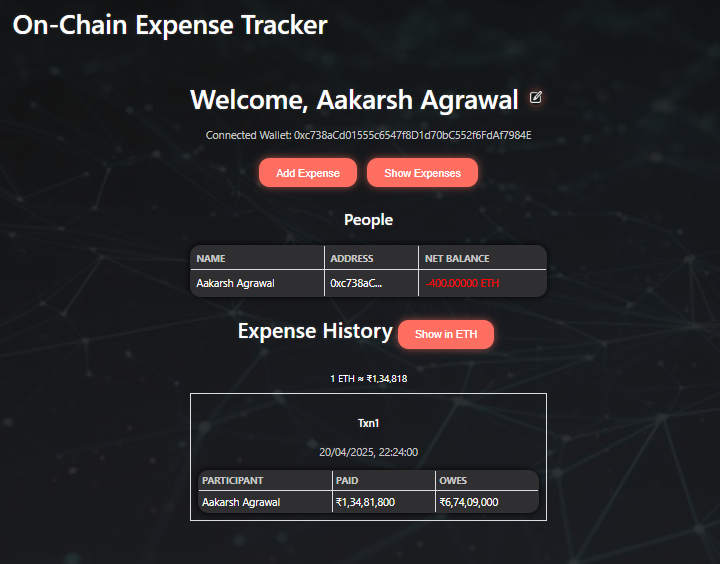 On-Chain Expense Tracker
Welcome, Aakarsh Agrawal
Connected Wallet: 0xc738aCd01555c6547f8D1d70bC552f6FdAf7984E
Add Expense Show Expenses
People
NAME ADDRESS NET BALANCE
Aakarsh Agrawal 0xc738aC... -400.00000 ETH
Expense History Show in ETH
1 ETH ≈ ₹1,34,818
Txn1
20/04/2025, 22:24:00
PARTICIPANT PAID OWES
Aakarsh Agrawal ₹1,34,81,800 ₹6,74,09,000